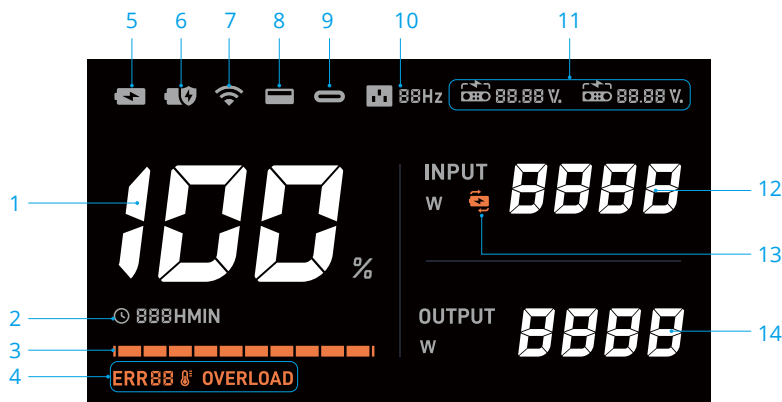 5 6 7 8 9 10 11
88Hz 88.88 V. 88.88 V.
1 100 %
INPUT
W 8888 12
13
2 888HMIN
3
OUTPUT
W 8888 14
4 ERR88 OVERLOAD